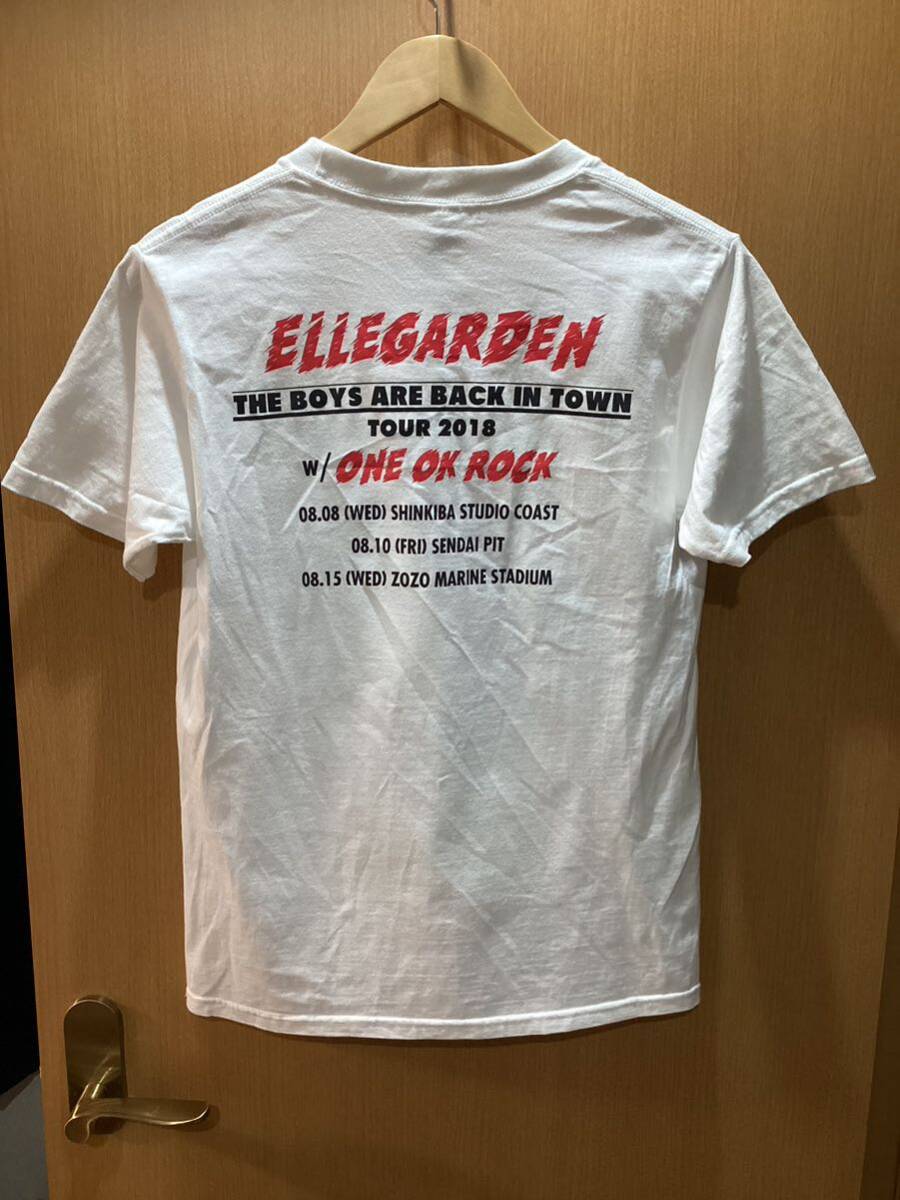 ELLEGARDEN
THE BOYS ARE BACK IN TOWN
TOUR 2018
w/ ONE OK ROCK
08.08 (WED) SHINKIBA STUDIO COAST
08.10 (FRI) SENDAI PIT
08.15 (WED) ZOZO MARINE STADIUM